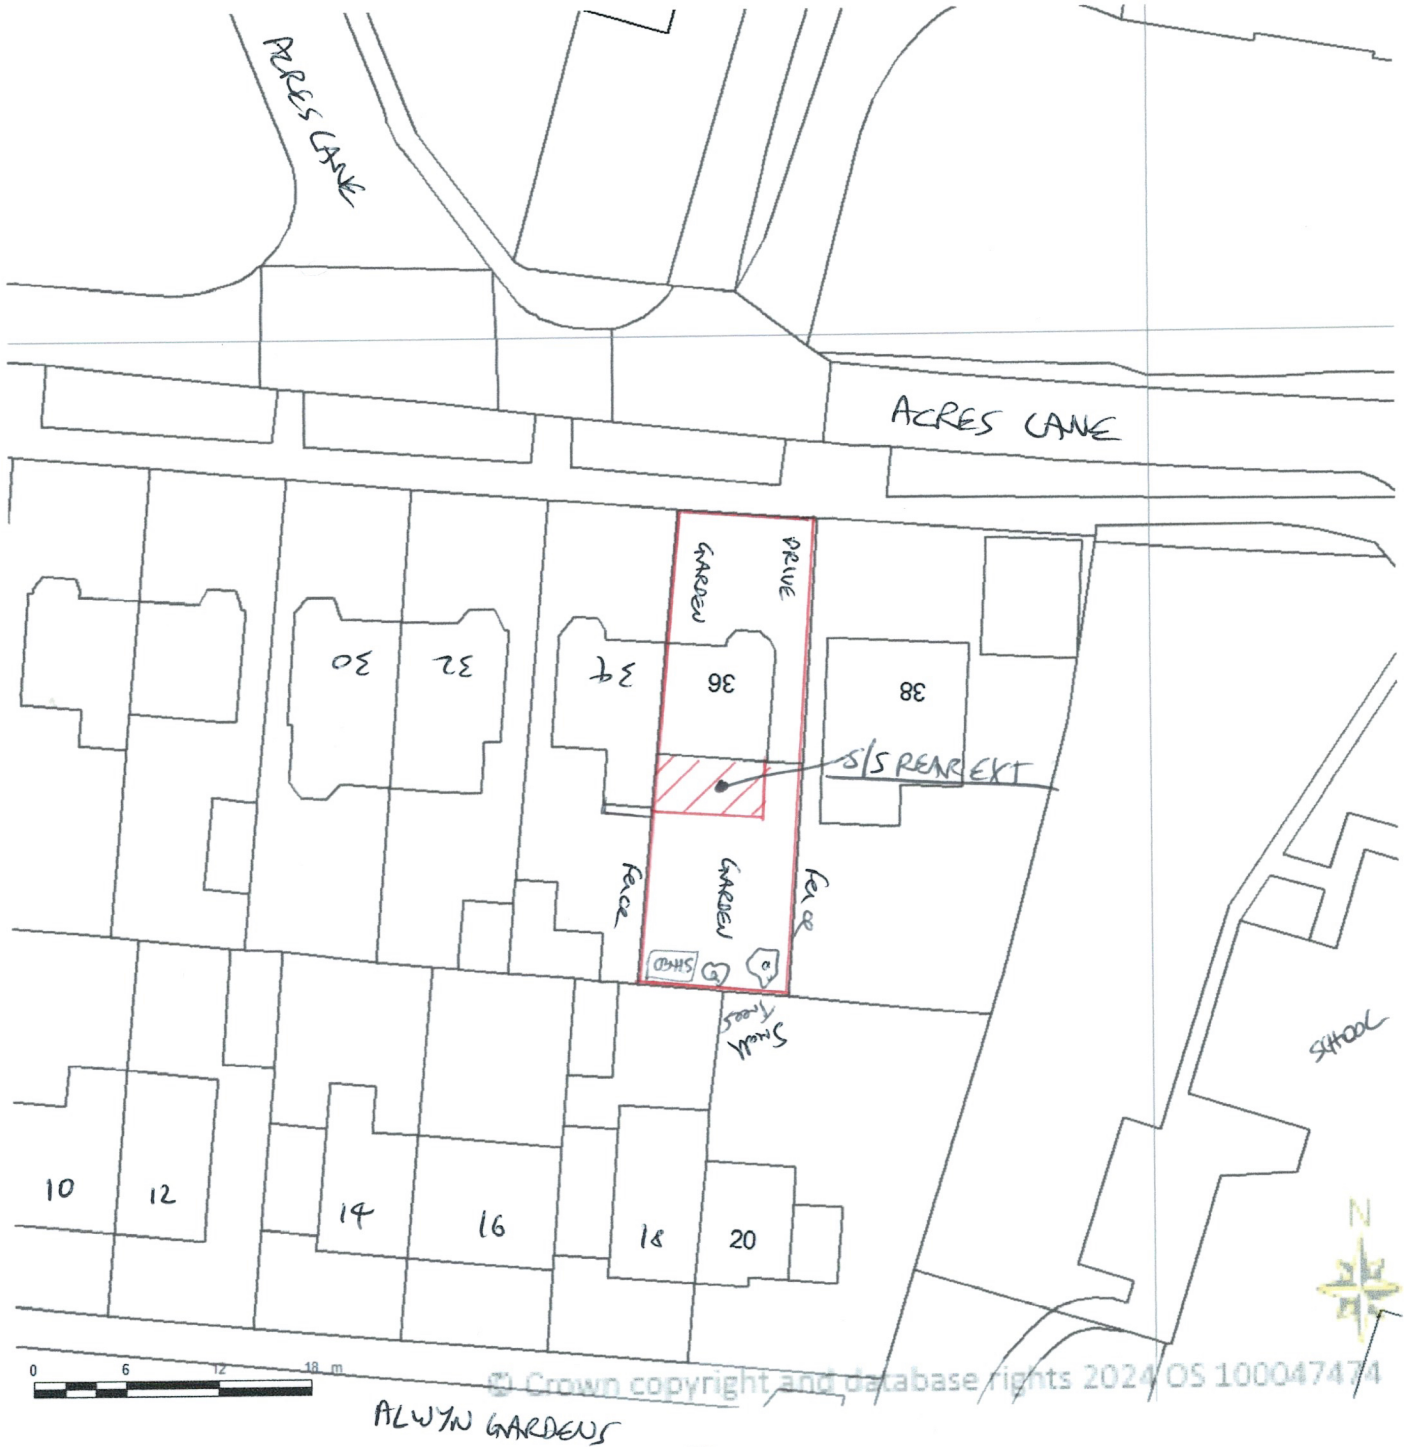 ACRES LANE
ACRES LANE
GARDEN
DRIVE
30
32
34
36
38
S/S REAR EXT
Fence
GARDEN
Fence
SHED
Small
Trees
SCHOOL
10
12
14
16
18
20
N
0 6 12 18 m
© Crown copyright and database rights 2024 OS 100047474
ALWYN GARDENS